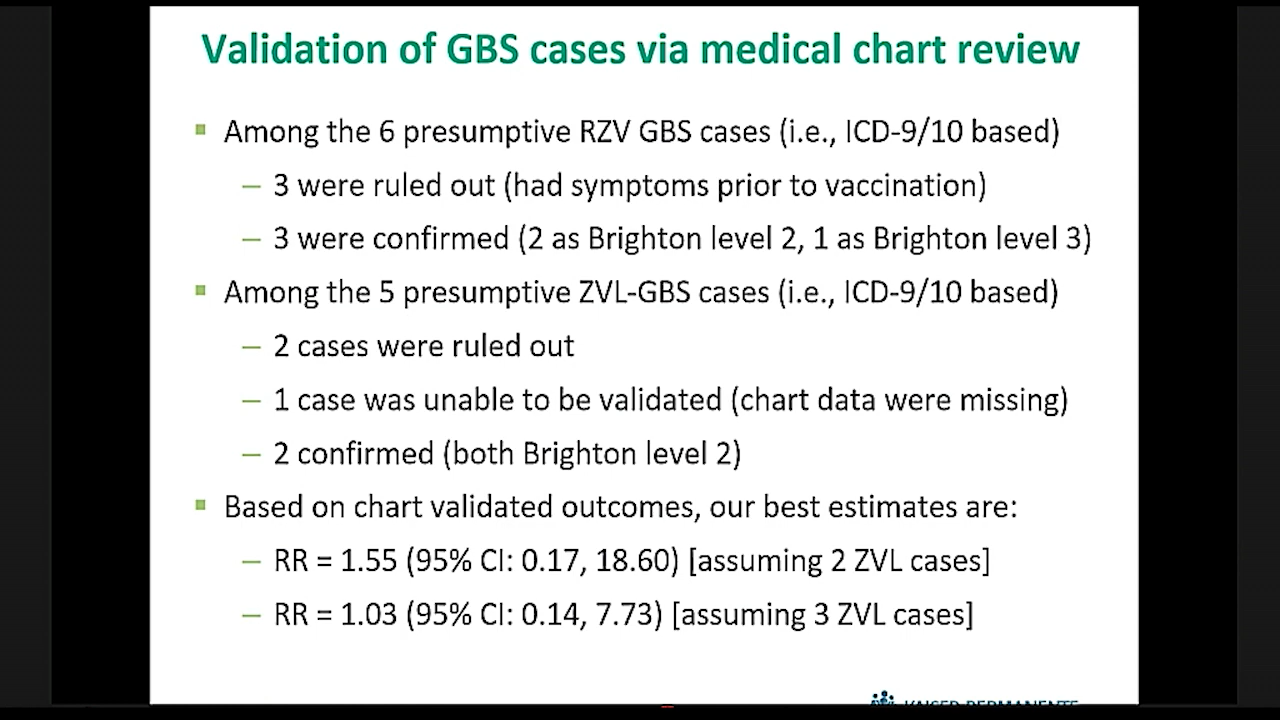 Validation of GBS cases via medical chart review
▪ Among the 6 presumptive RZV GBS cases (i.e., ICD-9/10 based)
– 3 were ruled out (had symptoms prior to vaccination)
– 3 were confirmed (2 as Brighton level 2, 1 as Brighton level 3)
▪ Among the 5 presumptive ZVL-GBS cases (i.e., ICD-9/10 based)
– 2 cases were ruled out
– 1 case was unable to be validated (chart data were missing)
– 2 confirmed (both Brighton level 2)
▪ Based on chart validated outcomes, our best estimates are:
– RR = 1.55 (95% CI: 0.17, 18.60) [assuming 2 ZVL cases]
– RR = 1.03 (95% CI: 0.14, 7.73) [assuming 3 ZVL cases]
KAISER PERMANENTE